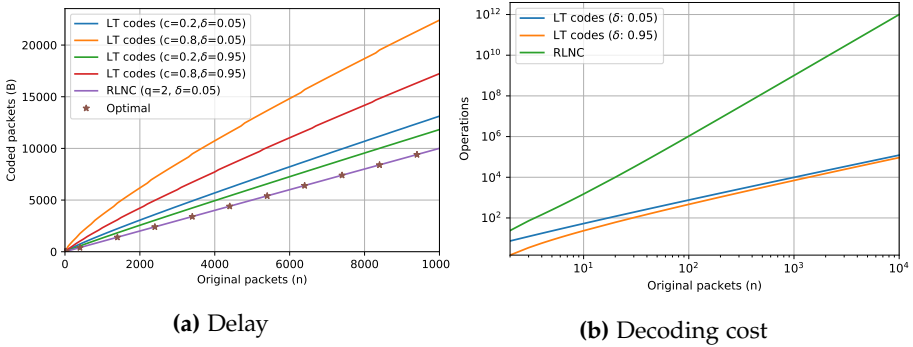 LT codes (c=0.2,δ=0.05)
LT codes (c=0.8,δ=0.05)
LT codes (c=0.2,δ=0.95)
LT codes (c=0.8,δ=0.95)
RLNC (q=2, δ=0.05)
Optimal
Coded packets (B)
20000
15000
10000
5000
0
0 2000 4000 6000 8000 1000
Original packets (n)
(a) Delay
LT codes (δ: 0.05)
LT codes (δ: 0.95)
RLNC
Operations
10^12
10^10
10^8
10^6
10^4
10^2
10^1 10^2 10^3 10^4
Original packets (n)
(b) Decoding cost